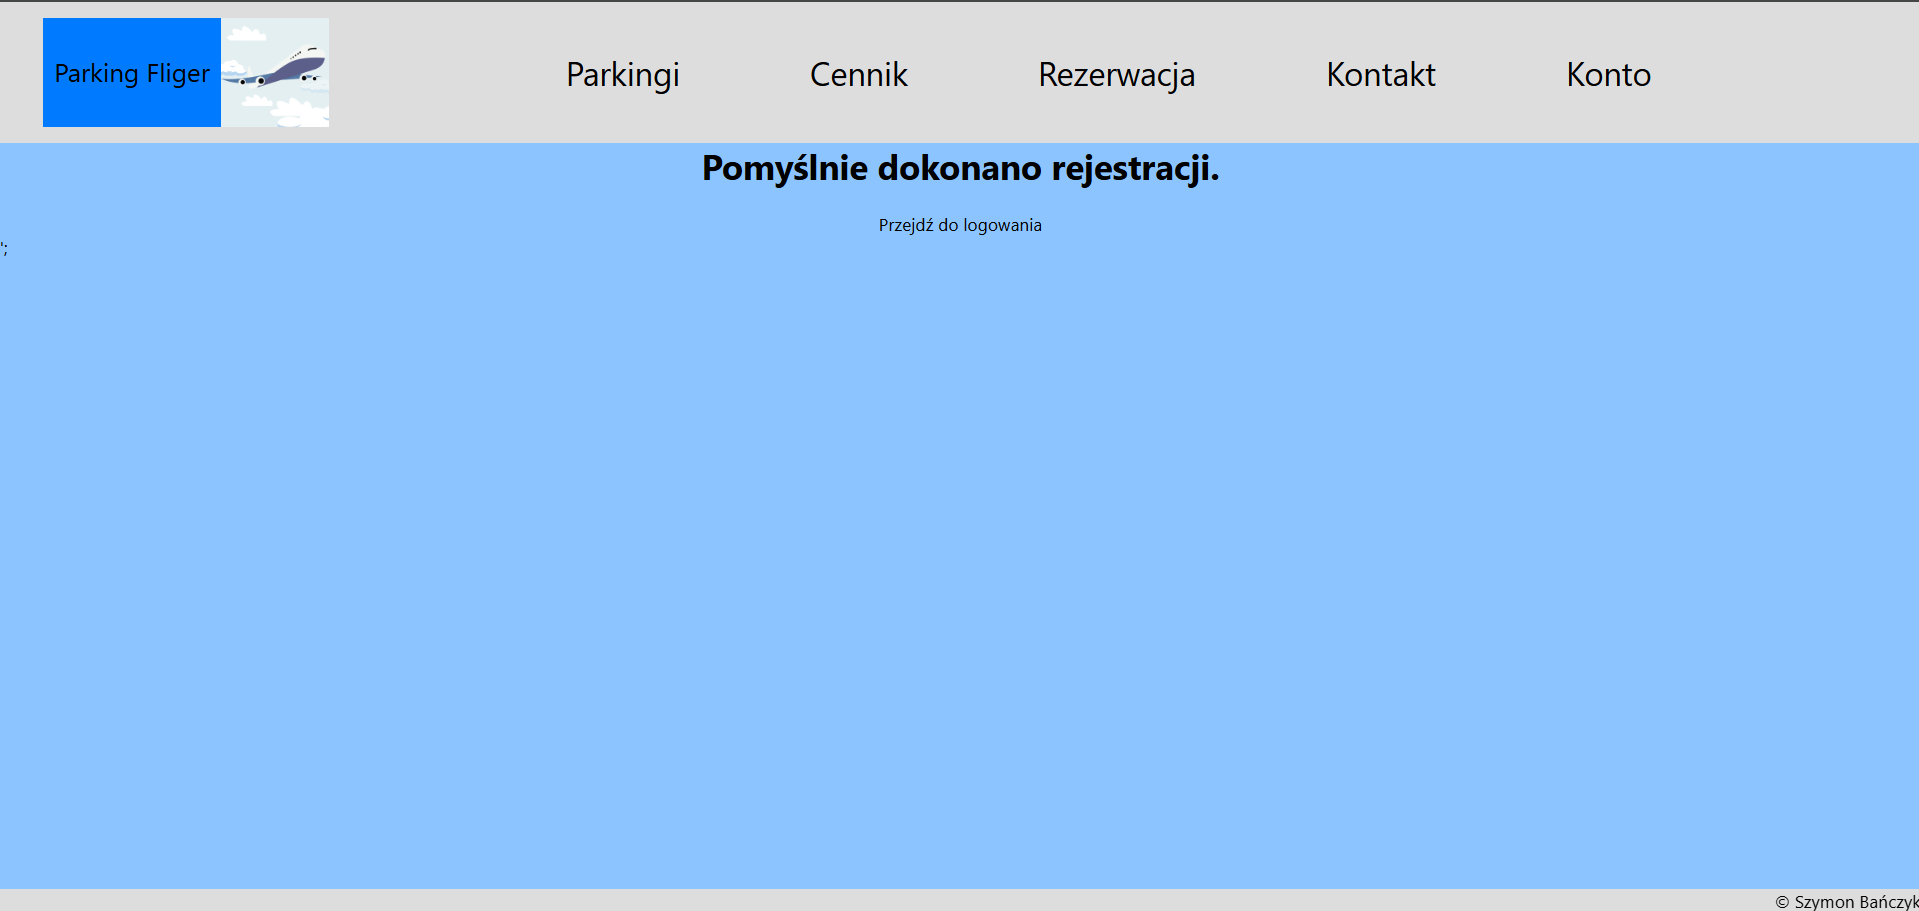 Parking Fliger
Parkingi Cennik Rezerwacja Kontakt Konto
Pomyślnie dokonano rejestracji.
Przejdź do logowania
';
© Szymon Bańczyk